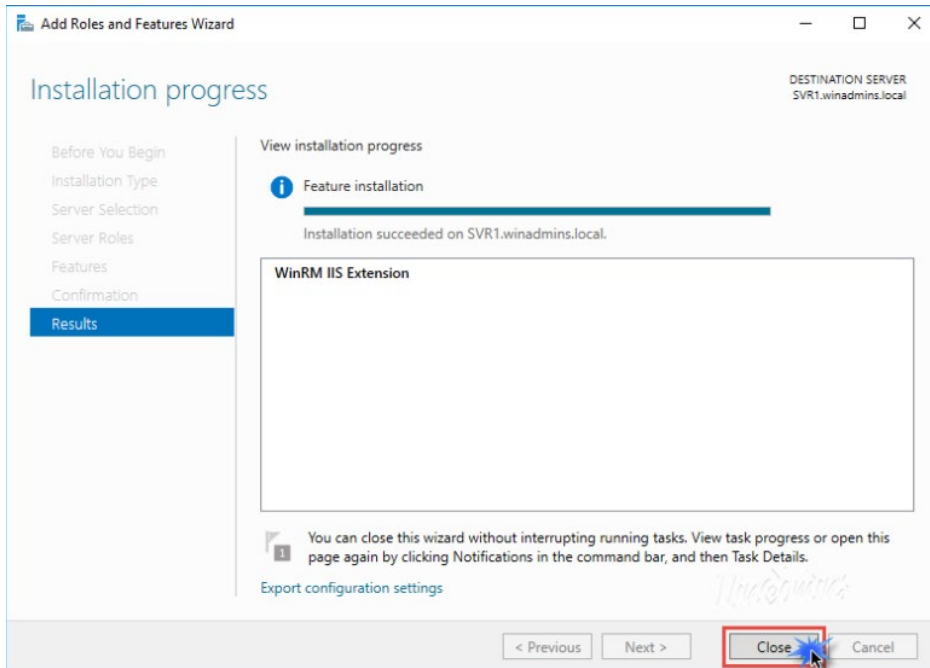 Add Roles and Features Wizard
Installation progress
DESTINATION SERVER
SVR1.winadmins.local
Before You Begin
Installation Type
Server Selection
Server Roles
Features
Confirmation
Results
View installation progress
Feature installation
Installation succeeded on SVR1.winadmins.local.
WinRM IIS Extension
1
You can close this wizard without interrupting running tasks. View task progress or open this
page again by clicking Notifications in the command bar, and then Task Details.
Export configuration settings
< Previous
Next >
Close
Cancel